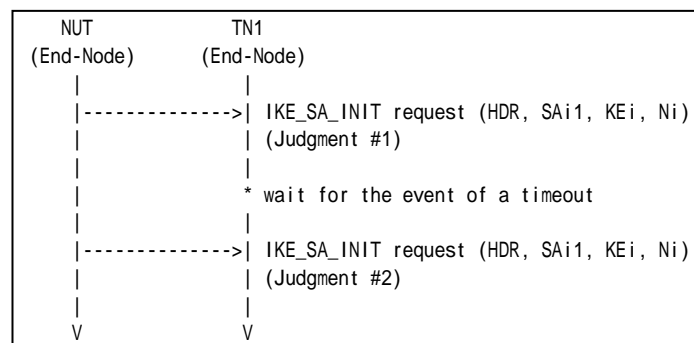 NUT TN1
(End-Node) (End-Node)
| |
|-------------->| IKE_SA_INIT request (HDR, SAi1, KEi, Ni)
| | (Judgment #1)
| |
| * wait for the event of a timeout
| |
|-------------->| IKE_SA_INIT request (HDR, SAi1, KEi, Ni)
| | (Judgment #2)
| |
V V